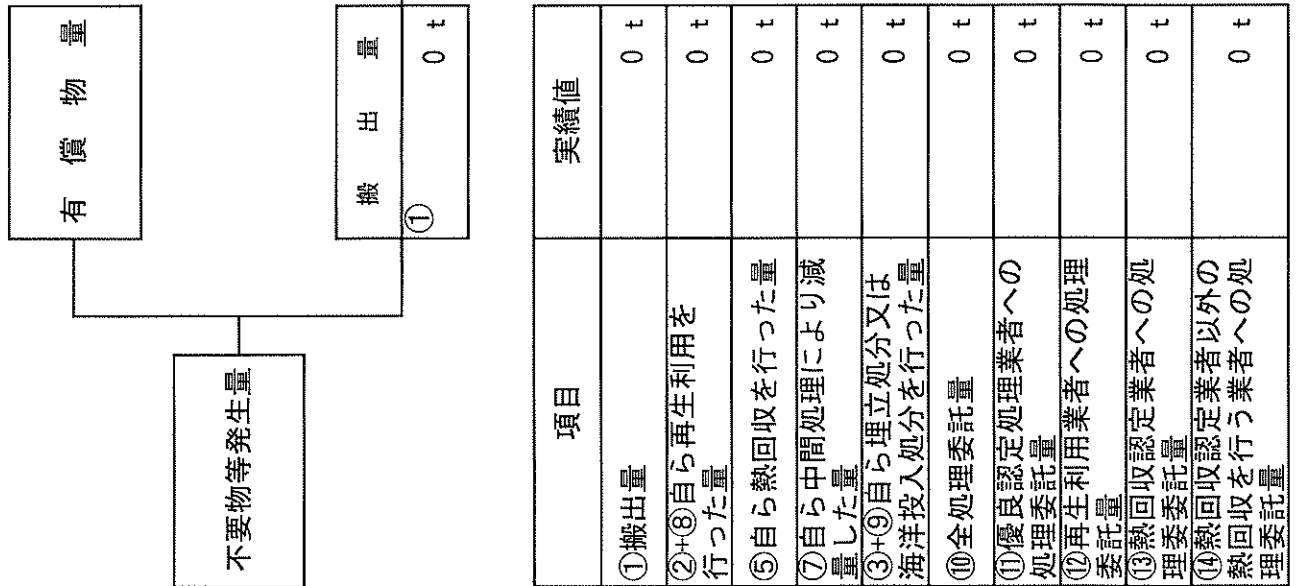 有償物量
不要物等発生量
搬出量
①
0 t
項目
実績値
①搬出量
0 t
②+⑧自ら再生利用を
行った量
0 t
⑤自ら熱回収を行った量
0 t
⑦自ら中間処理により減
量した量
0 t
③+⑨自ら埋立処分又は
海洋投入処分を行った量
0 t
⑩全処理委託量
0 t
⑪優良認定処理業者への
処理委託量
0 t
⑫再生利用業者への処理
委託量
0 t
⑬熱回収認定業者への処
理委委託量
0 t
⑭熱回収認定業者以外の
熱回収を行う業者への処
理委託量
0 t